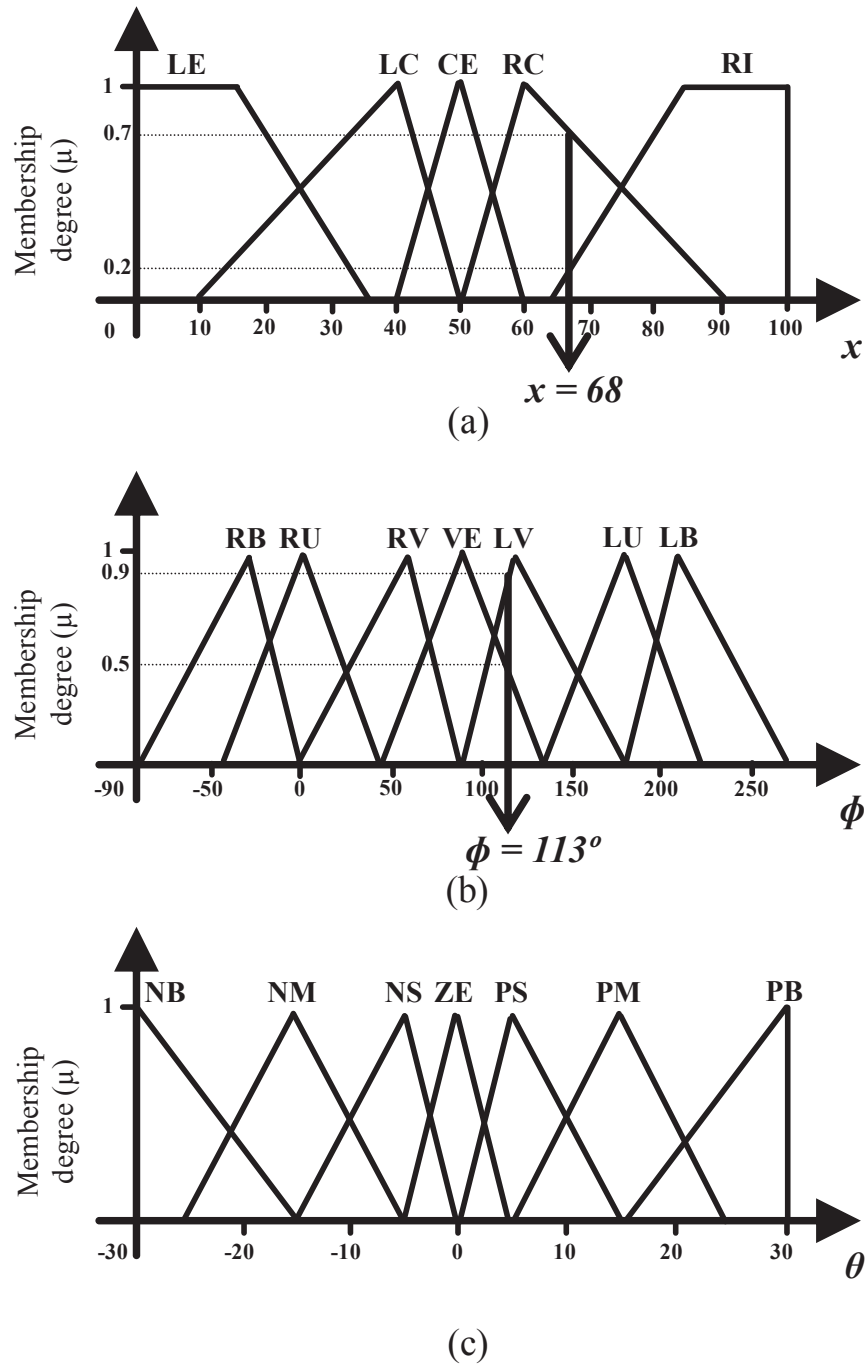 LE LC CE RC RI
1
0.7
0.2
Membership
degree (μ)
0 10 20 30 40 50 60 70 80 90 100
x
x = 68
(a)
RB RU RV VE LV LU LB
1
0.9
0.5
Membership
degree (μ)
-90 -50 0 50 100 150 200 250
ϕ
ϕ = 113º
(b)
NB NM NS ZE PS PM PB
1
Membership
degree (μ)
-30 -20 -10 0 10 20 30
θ
(c)